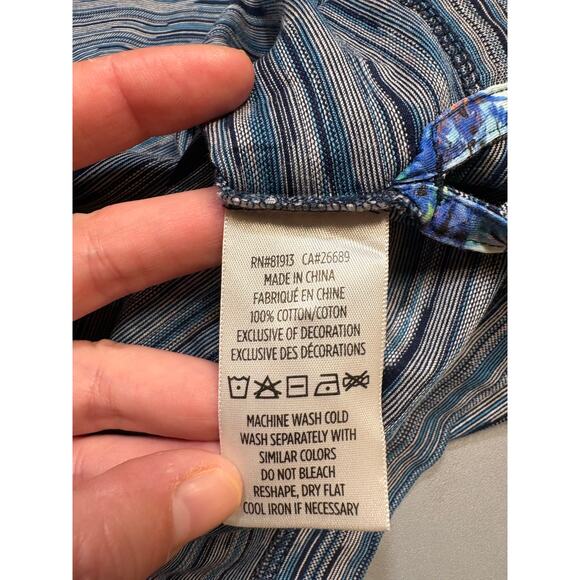 RN#81913 CA#26689
MADE IN CHINA
FABRIQUÉ EN CHINE
100% COTTON/COTON
EXCLUSIVE OF DECORATION
EXCLUSIVE DES DÉCORATIONS
MACHINE WASH COLD
WASH SEPARATELY WITH
SIMILAR COLORS
DO NOT BLEACH
RESHAPE, DRY FLAT
COOL IRON IF NECESSARY